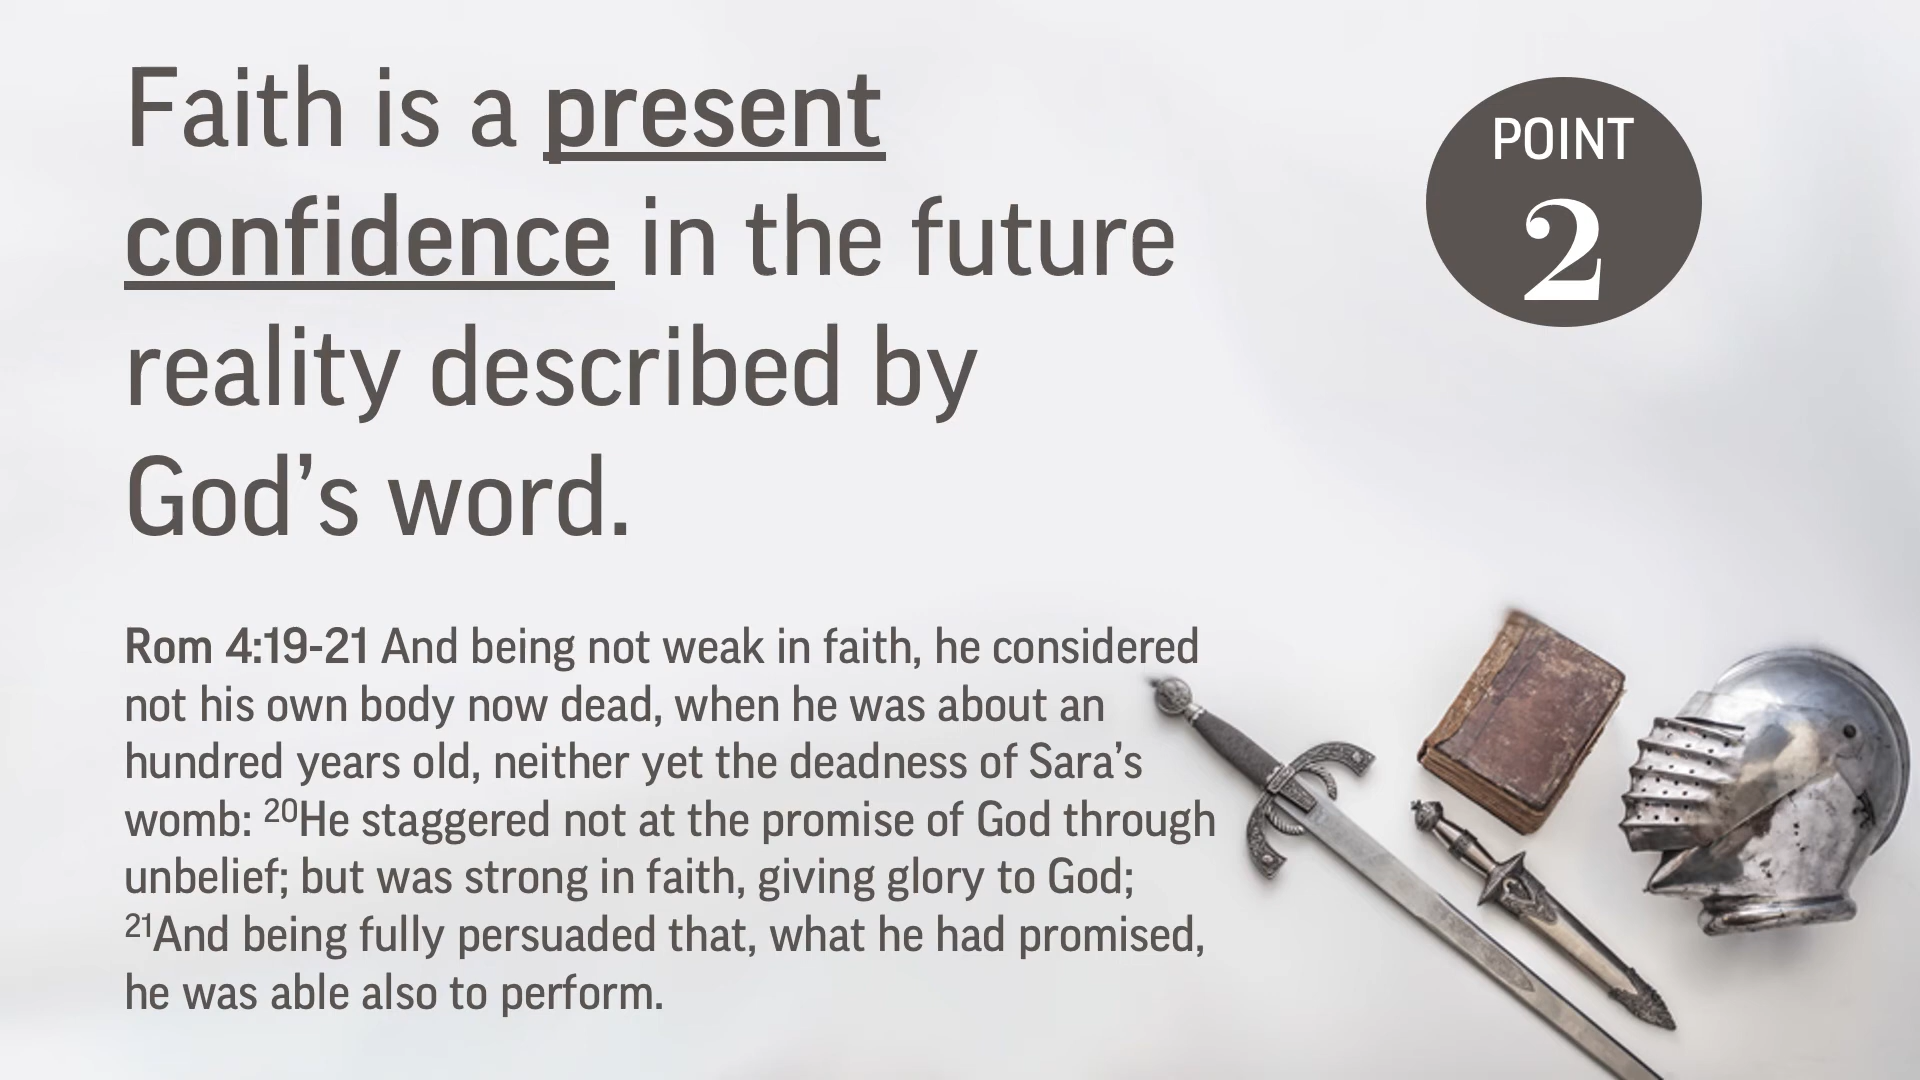 Faith is a present
confidence in the future
reality described by
God’s word.
POINT
2
Rom 4:19-21 And being not weak in faith, he considered
not his own body now dead, when he was about an
hundred years old, neither yet the deadness of Sara’s
womb: 20He staggered not at the promise of God through
unbelief; but was strong in faith, giving glory to God;
21And being fully persuaded that, what he had promised,
he was able also to perform.